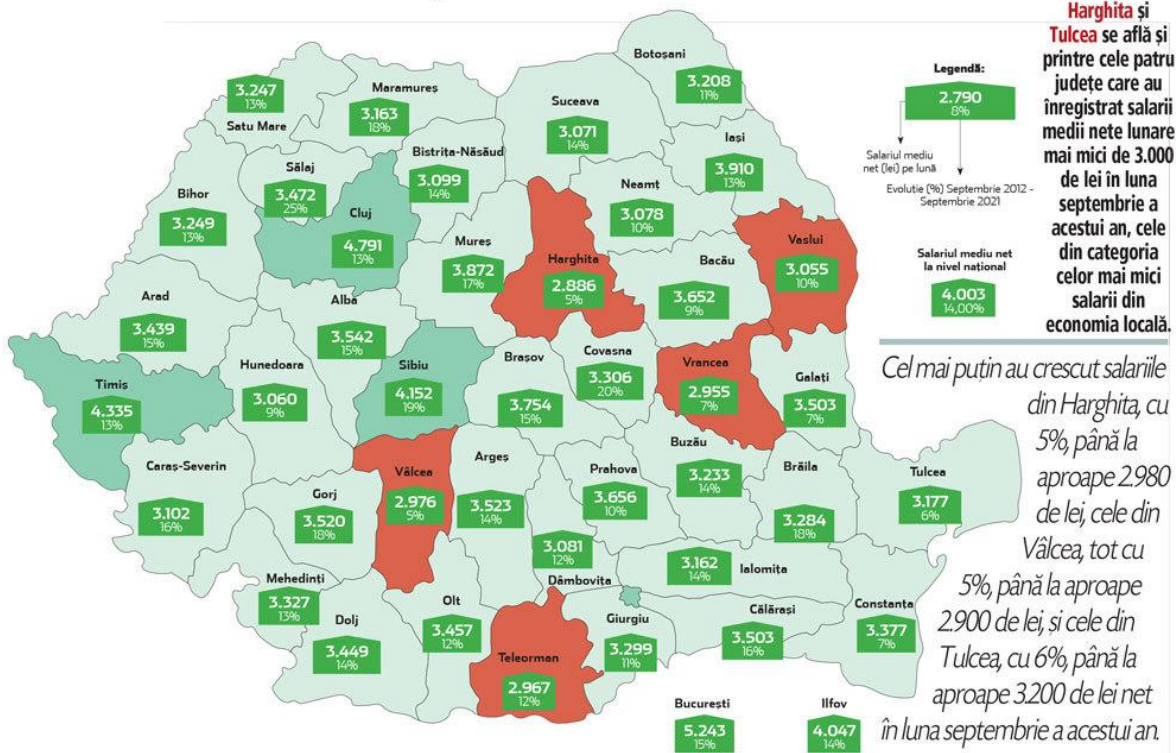 3.247
13%
Satu Mare
Maramureș
3.163
18%
Botoșani
3.208
11%
Suceava
3.071
14%
Iași
3.910
13%
Bistrița-Năsăud
3.099
14%
Sălaj
3.472
25%
Bihor
3.249
13%
Cluj
4.791
13%
Neamț
3.078
10%
Mureș
3.872
17%
Harghita
2.886
5%
Bacău
3.652
9%
Vaslui
3.055
10%
Arad
3.439
15%
Alba
3.542
15%
Hunedoara
3.060
9%
Sibiu
4.152
19%
Brașov
3.754
15%
Covasna
3.306
20%
Vrancea
2.955
7%
Galați
3.503
7%
Timiș
4.335
13%
Caraș-Severin
3.102
16%
Gorj
3.520
18%
Vâlcea
2.976
5%
Argeș
3.523
14%
Prahova
3.656
10%
Buzău
3.233
14%
Brăila
3.284
18%
Tulcea
3.177
6%
3.081
12%
Dâmbovița
3.162
14%
Ialomița
Mehedinți
3.327
13%
Dolj
3.449
14%
Olt
3.457
12%
Teleorman
2.967
12%
Giurgiu
3.299
11%
Călărași
3.503
16%
Constanța
3.377
7%
București
5.243
15%
Ilfov
4.047
14%
Legendă:
2.790
8%
Salariul mediu
net (lei) pe lună
Evoluție (%) Septembrie 2012 -
Septembrie 2021
Salariul mediu net
la nivel național
4.003
14,00%
Harghita și
Tulcea se află și
printre cele patru
județe care au
înregistrat salarii
medii nete lunare
mai mici de 3.000
de lei în luna
septembrie a
acestui an, cele
din categoria
celor mai mici
salarii din
economia locală.
Cel mai puțin au crescut salariile
din Harghita, cu
5%, până la
aproape 2.980
de lei, cele din
Vâlcea, tot cu
5%, până la aproape
2.900 de lei, și cele din
Tulcea, cu 6%, până la
aproape 3.200 de lei net
în luna septembrie a acestui an.